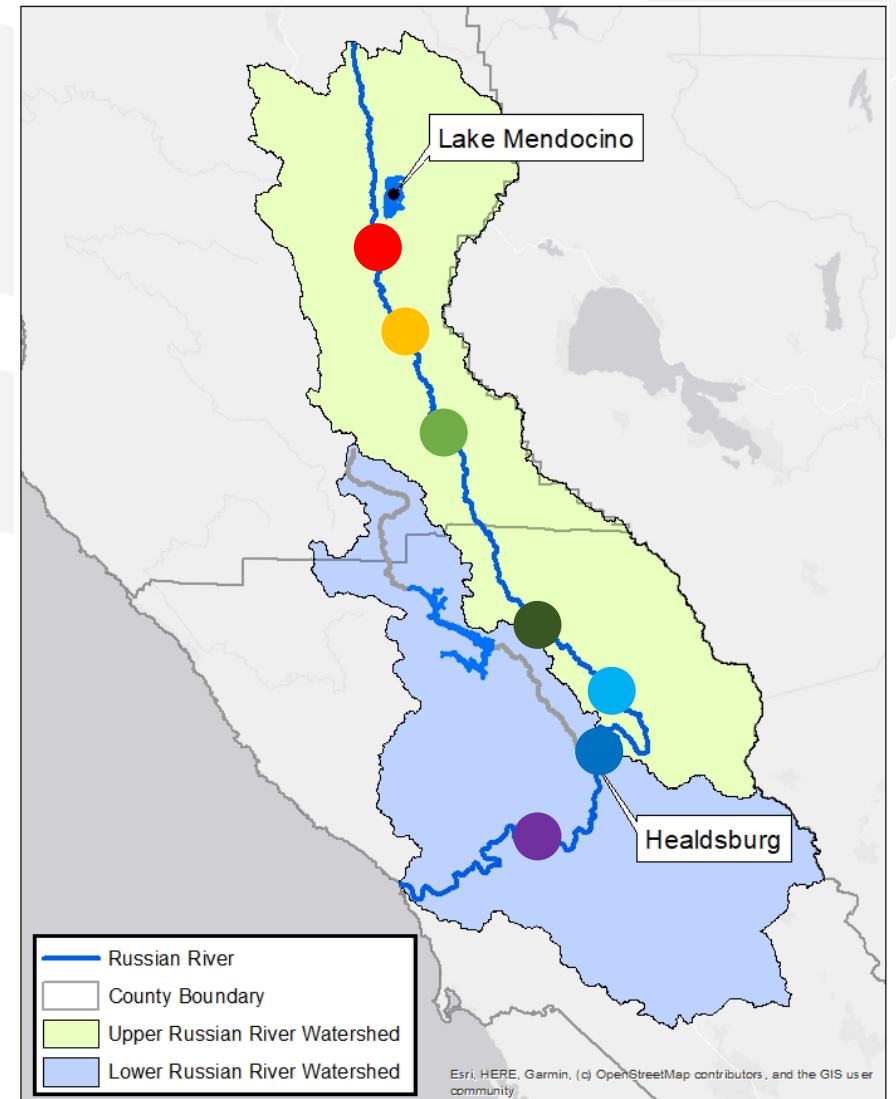 Lake Mendocino
Healdsburg
Russian River
County Boundary
Upper Russian River Watershed
Lower Russian River Watershed
Esri, HERE, Garmin, (c) OpenStreetMap contributors, and the GIS user
community